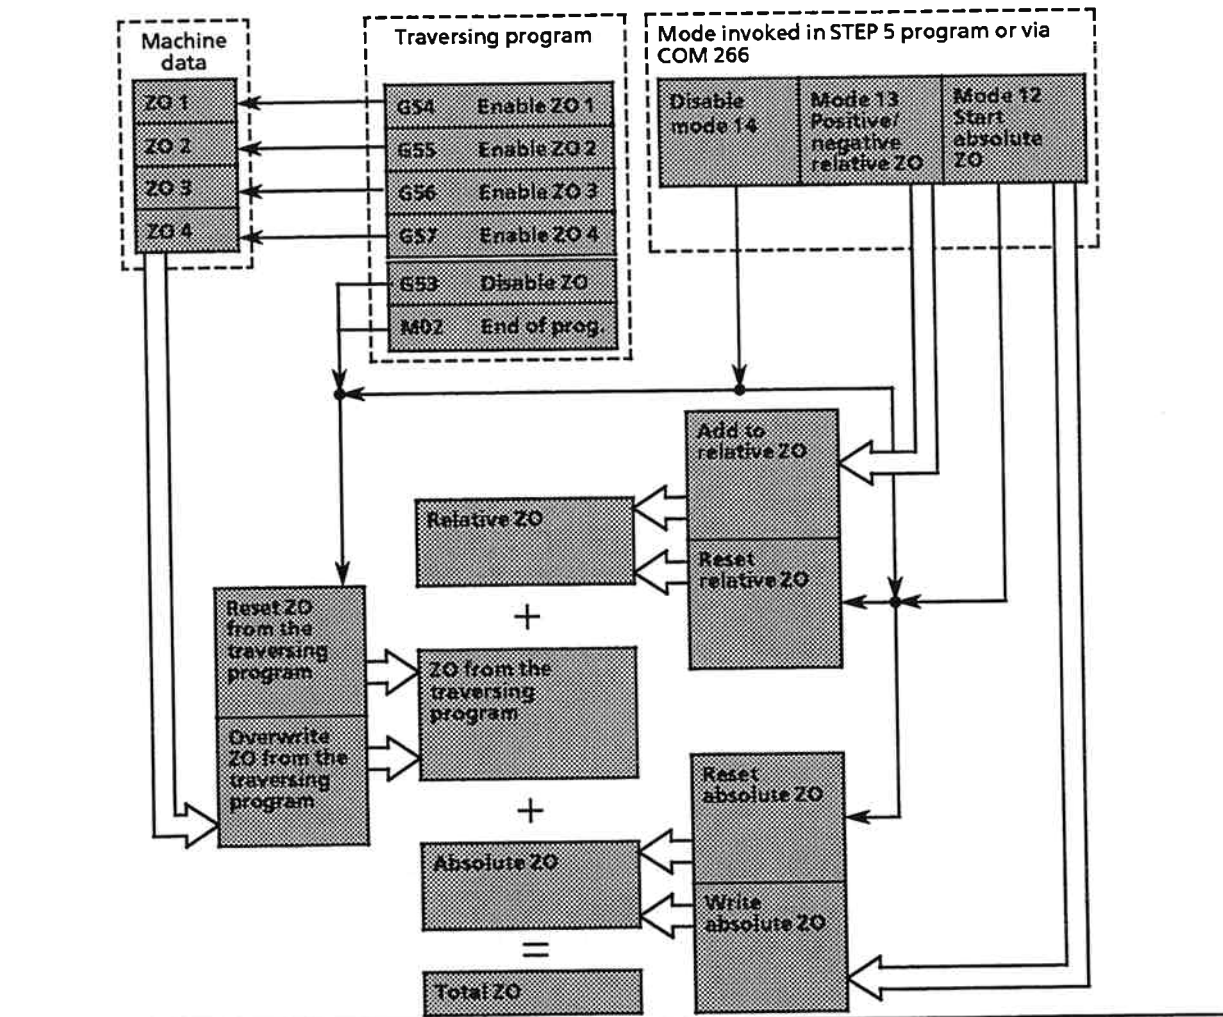 Machine
data
ZO 1
ZO 2
ZO 3
ZO 4
Traversing program
G54 Enable ZO 1
G55 Enable ZO 2
G56 Enable ZO 3
G57 Enable ZO 4
G53 Disable ZO
M02 End of prog.
Mode invoked in STEP 5 program or via
COM 266
Disable
mode 14
Mode 13
Positive/
negative
relative ZO
Mode 12
Start
absolute
ZO
Add to
relative ZO
Reset
relative ZO
Relative ZO
+
Reset ZO
from the
traversing
program
Overwrite
ZO from the
traversing
program
ZO from the
traversing
program
+
Reset
absolute ZO
Write
absolute ZO
Absolute ZO
=
Total ZO